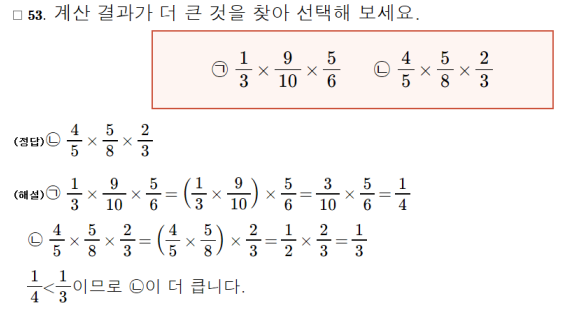 □ 53. 계산 결과가 더 큰 것을 찾아 선택해 보세요.
㉠ 1/3 × 9/10 × 5/6 ㉡ 4/5 × 5/8 × 2/3
(정답)㉡ 4/5 × 5/8 × 2/3
(해설)㉠ 1/3 × 9/10 × 5/6 = (1/3 × 9/10) × 5/6 = 3/10 × 5/6 = 1/4
㉡ 4/5 × 5/8 × 2/3 = (4/5 × 5/8) × 2/3 = 1/2 × 2/3 = 1/3
1/4 < 1/3이므로 ㉡이 더 큽니다.